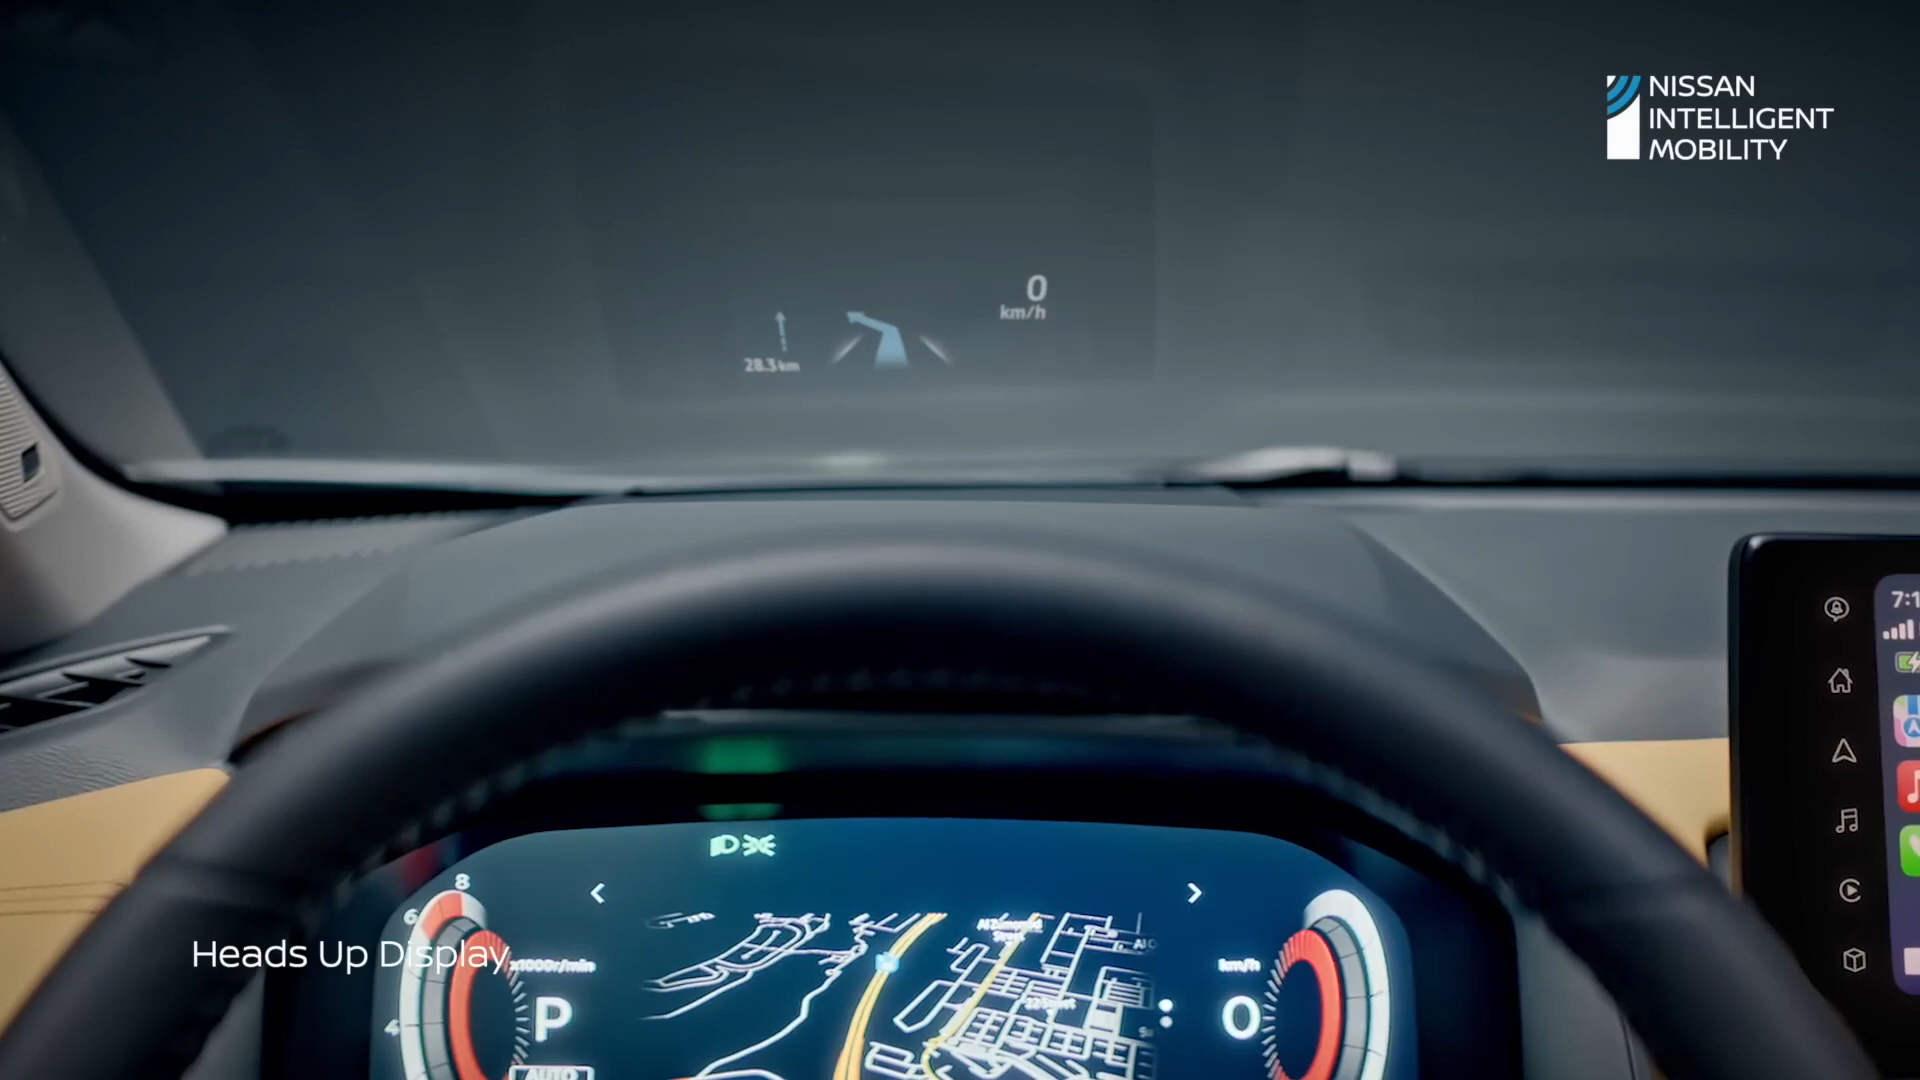 NISSAN
INTELLIGENT
MOBILITY
0
km/h
28.3 km
7:1
8
6
Heads Up Display
x1000r/min
km/h
P
0
4
AUTO